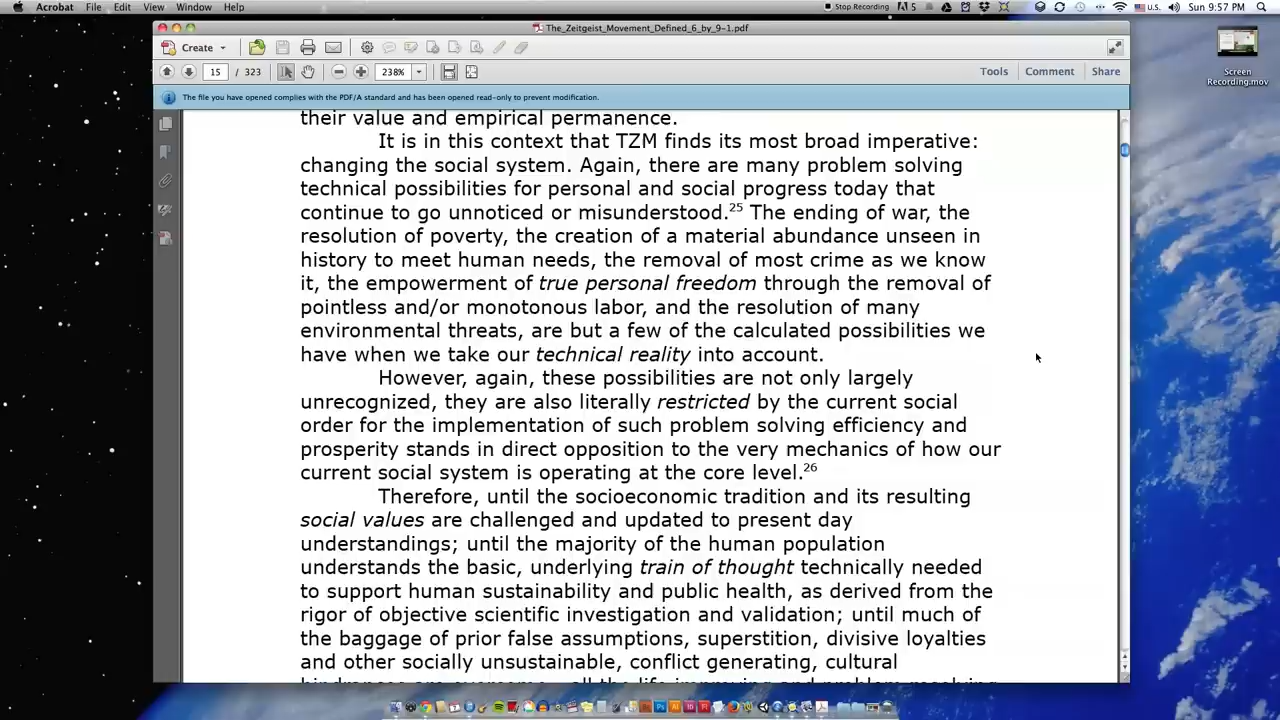 Acrobat File Edit View Window Help Stop Recording 5 U.S. Sun 9:57 PM
The_Zeitgeist_Movement_Defined_6_by_9-1.pdf
Create
15 / 323 238% Tools Comment Share
The file you have opened complies with the PDF/A standard and has been opened read-only to prevent modification.
Screen
Recording.mov
their value and empirical permanence.
It is in this context that TZM finds its most broad imperative:
changing the social system. Again, there are many problem solving
technical possibilities for personal and social progress today that
continue to go unnoticed or misunderstood.25 The ending of war, the
resolution of poverty, the creation of a material abundance unseen in
history to meet human needs, the removal of most crime as we know
it, the empowerment of true personal freedom through the removal of
pointless and/or monotonous labor, and the resolution of many
environmental threats, are but a few of the calculated possibilities we
have when we take our technical reality into account.
However, again, these possibilities are not only largely
unrecognized, they are also literally restricted by the current social
order for the implementation of such problem solving efficiency and
prosperity stands in direct opposition to the very mechanics of how our
current social system is operating at the core level.26
Therefore, until the socioeconomic tradition and its resulting
social values are challenged and updated to present day
understandings; until the majority of the human population
understands the basic, underlying train of thought technically needed
to support human sustainability and public health, as derived from the
rigor of objective scientific investigation and validation; until much of
the baggage of prior false assumptions, superstition, divisive loyalties
and other socially unsustainable, conflict generating, cultural